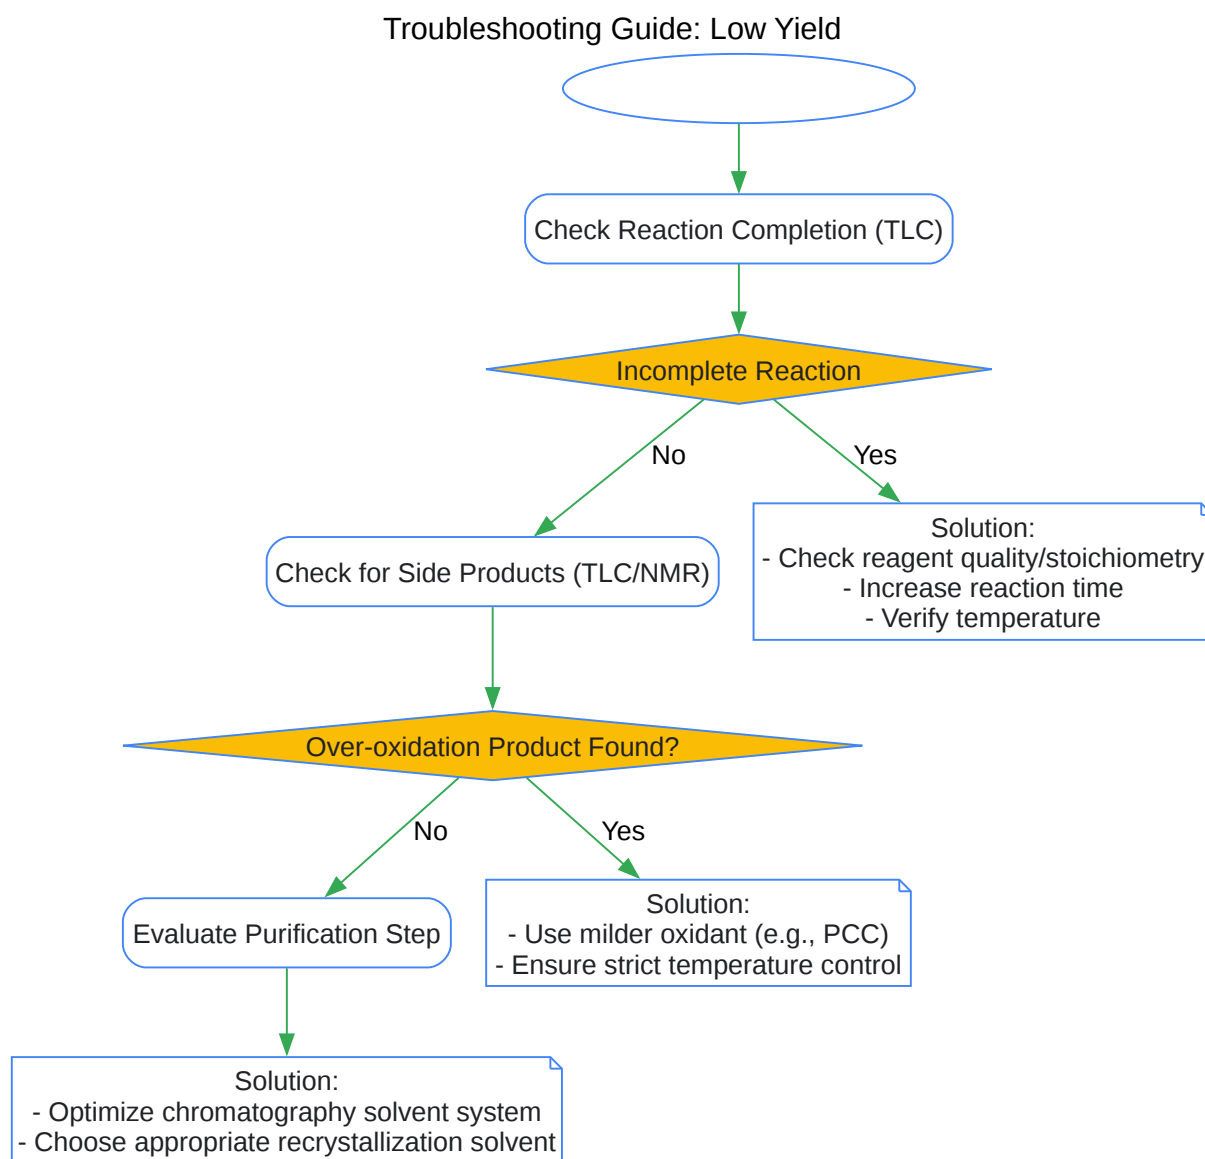 Troubleshooting Guide: Low Yield
Check Reaction Completion (TLC)
Incomplete Reaction
No
Yes
Solution:
- Check reagent quality/stoichiometry
- Increase reaction time
- Verify temperature
Check for Side Products (TLC/NMR)
Over-oxidation Product Found?
No
Yes
Solution:
- Use milder oxidant (e.g., PCC)
- Ensure strict temperature control
Evaluate Purification Step
Solution:
- Optimize chromatography solvent system
- Choose appropriate recrystallization solvent